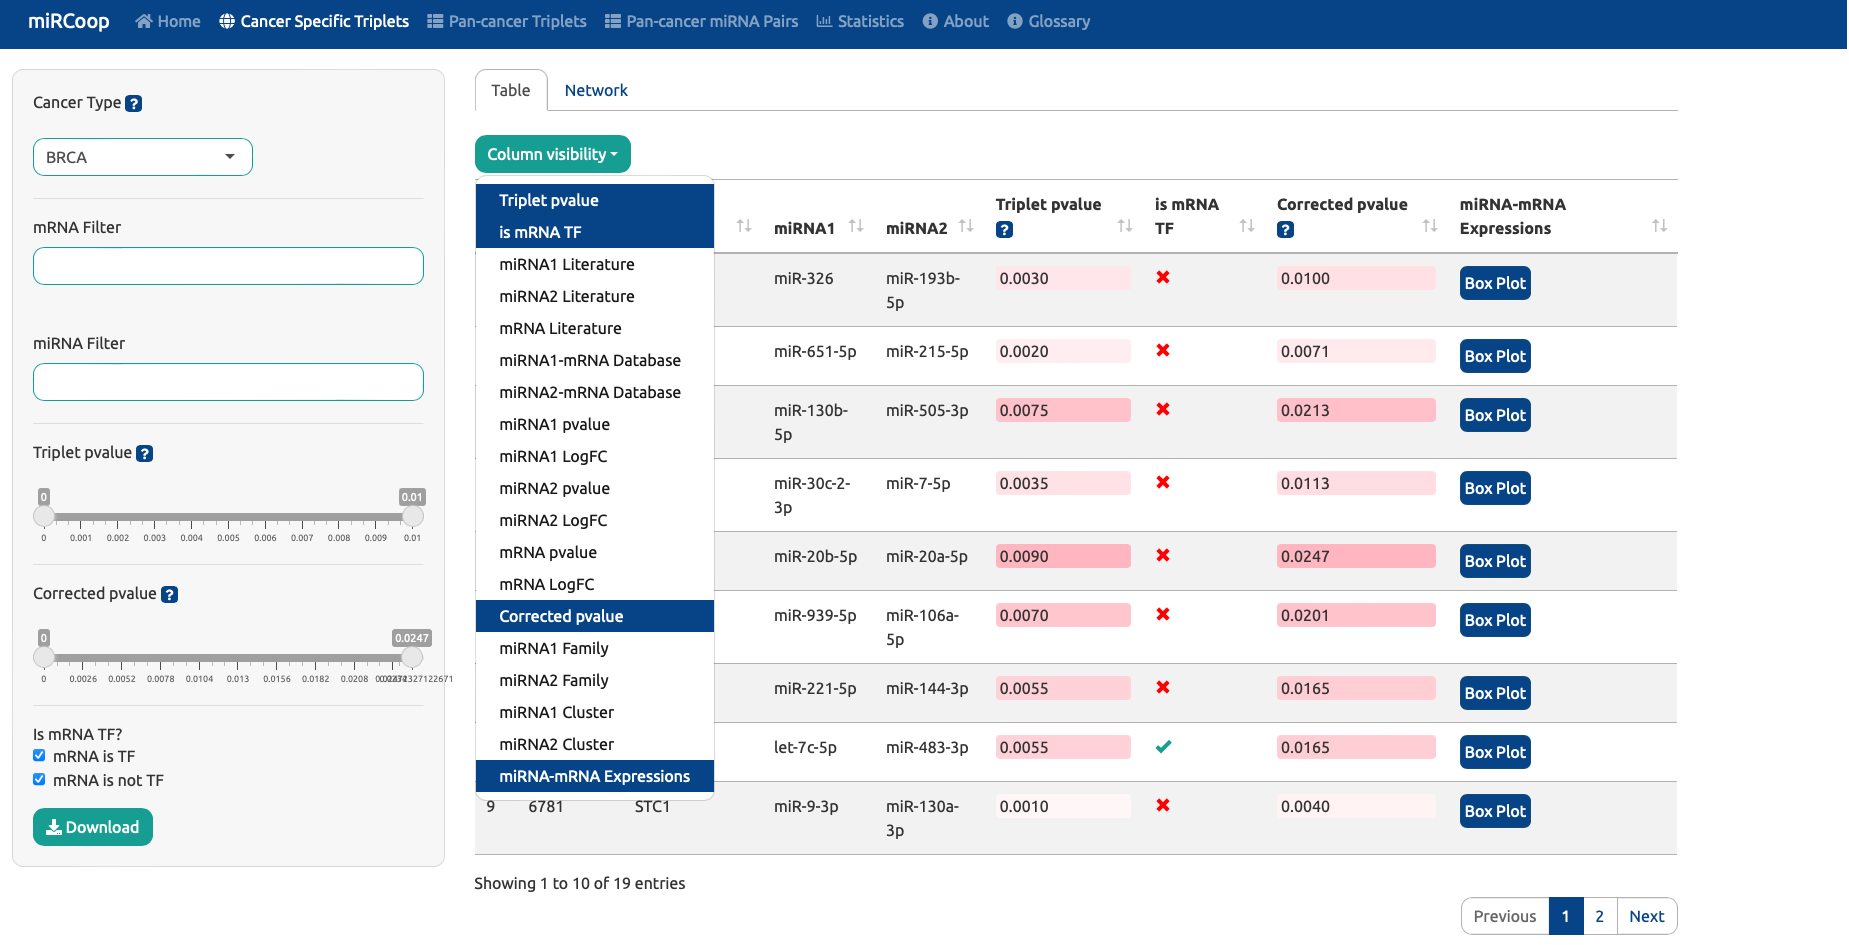 miRCoop Home Cancer Specific Triplets Pan-cancer Triplets Pan-cancer miRNA Pairs Statistics About Glossary
Cancer Type ?
BRCA
mRNA Filter
miRNA Filter
Triplet pvalue ?
0 0.01
0 0.001 0.002 0.003 0.004 0.005 0.006 0.007 0.008 0.009 0.01
Corrected pvalue ?
0 0.0247
0 0.0026 0.0052 0.0078 0.0104 0.013 0.0156 0.0182 0.0208
Is mRNA TF?
mRNA is TF
mRNA is not TF
Download
Table Network
Column visibility
Triplet pvalue
is mRNA TF
miRNA1 Literature
miRNA2 Literature
mRNA Literature
miRNA1-mRNA Database
miRNA2-mRNA Database
miRNA1 pvalue
miRNA1 LogFC
miRNA2 pvalue
miRNA2 LogFC
mRNA pvalue
mRNA LogFC
Corrected pvalue
miRNA1 Family
miRNA2 Family
miRNA1 Cluster
miRNA2 Cluster
miRNA-mRNA Expressions
Triplet pvalue is mRNA Corrected pvalue miRNA-mRNA
miRNA1 miRNA2 ? TF ? Expressions
miR-326 miR-193b- 0.0030 0.0100 Box Plot
5p
miR-651-5p miR-215-5p 0.0020 0.0071 Box Plot
miR-130b- miR-505-3p 0.0075 0.0213 Box Plot
5p
miR-30c-2- miR-7-5p 0.0035 0.0113 Box Plot
3p
miR-20b-5p miR-20a-5p 0.0090 0.0247 Box Plot
miR-939-5p miR-106a- 0.0070 0.0201 Box Plot
5p
miR-221-5p miR-144-3p 0.0055 0.0165 Box Plot
let-7c-5p miR-483-3p 0.0055 0.0165 Box Plot
9 6781 STC1 miR-9-3p miR-130a- 0.0010 0.0040 Box Plot
3p
Showing 1 to 10 of 19 entries
Previous 1 2 Next